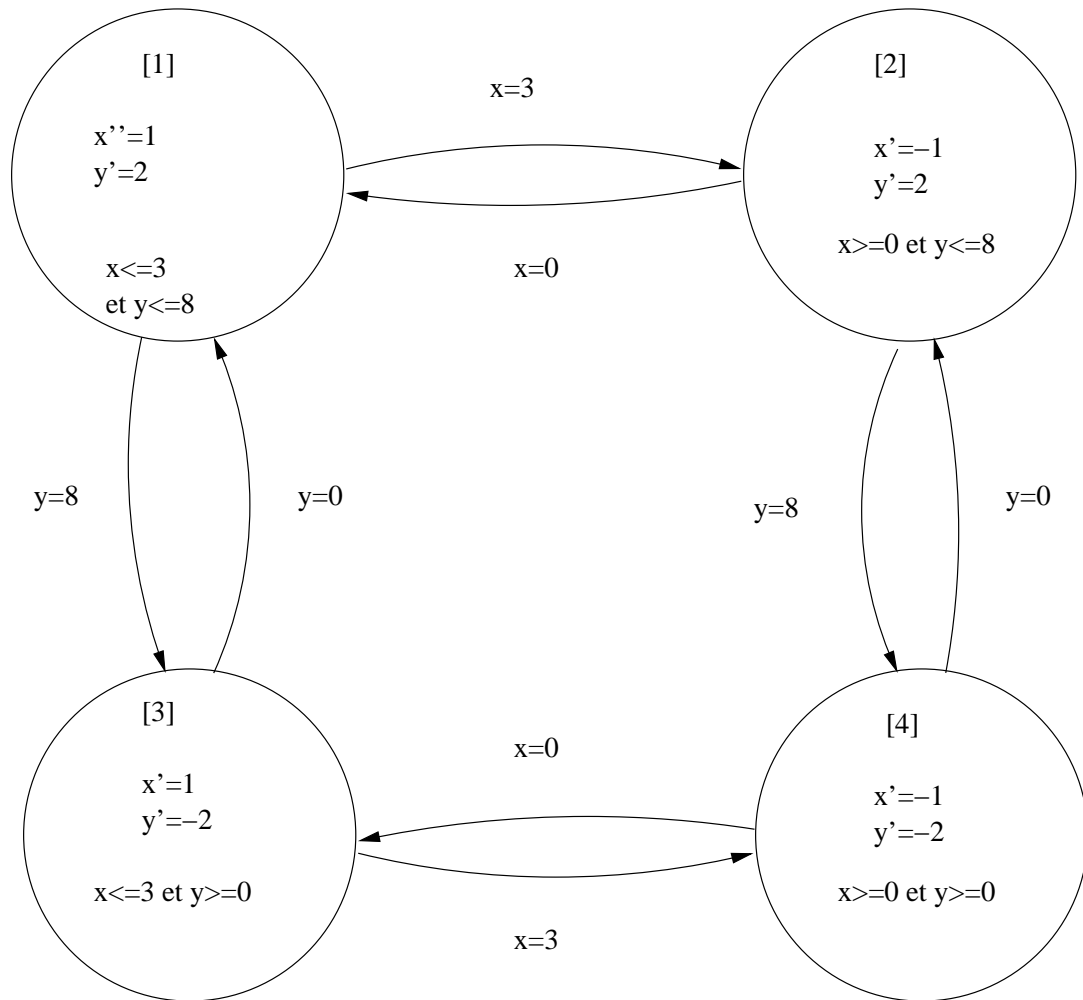 [1]
x’’=1
y’=2
x<=3
et y<=8
x=3
x=0
[2]
x’=−1
y’=2
x>=0 et y<=8
y=8
y=0
y=8
y=0
[3]
x’=1
y’=−2
x<=3 et y>=0
x=0
x=3
[4]
x’=−1
y’=−2
x>=0 et y>=0